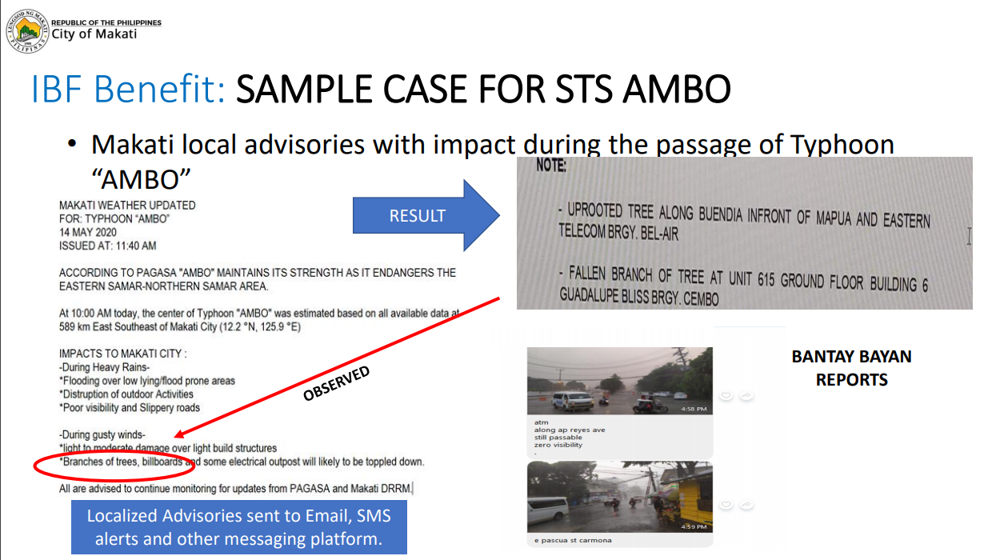 LUNGSOD NG MAKATI
PILIPINAS
REPUBLIC OF THE PHILIPPINES
City of Makati
IBF Benefit: SAMPLE CASE FOR STS AMBO
• Makati local advisories with impact during the passage of Typhoon
“AMBO”
MAKATI WEATHER UPDATED
FOR: TYPHOON “AMBO”
14 MAY 2020
ISSUED AT: 11:40 AM
ACCORDING TO PAGASA "AMBO" MAINTAINS ITS STRENGTH AS IT ENDANGERS THE
EASTERN SAMAR-NORTHERN SAMAR AREA.
At 10:00 AM today, the center of Typhoon "AMBO" was estimated based on all available data at
589 km East Southeast of Makati City (12.2 °N, 125.9 °E)
IMPACTS TO MAKATI CITY :
-During Heavy Rains-
*Flooding over low lying/flood prone areas
*Distruption of outdoor Activities
*Poor visibility and Slippery roads
-During gusty winds-
*light to moderate damage over light build structures
*Branches of trees, billboards and some electrical outpost will likely to be toppled down.
All are advised to continue monitoring for updates from PAGASA and Makati DRRM.
Localized Advisories sent to Email, SMS
alerts and other messaging platform.
RESULT
OBSERVED
NOTE:
- UPROOTED TREE ALONG BUENDIA INFRONT OF MAPUA AND EASTERN
TELECOM BRGY. BEL-AIR
- FALLEN BRANCH OF TREE AT UNIT 615 GROUND FLOOR BUILDING 6
GUADALUPE BLISS BRGY. CEMBO
BANTAY BAYAN
REPORTS
4:58 PM
atm
along ap reyes ave
still passable
zero visibility
.
4:59 PM
e pascua st carmona